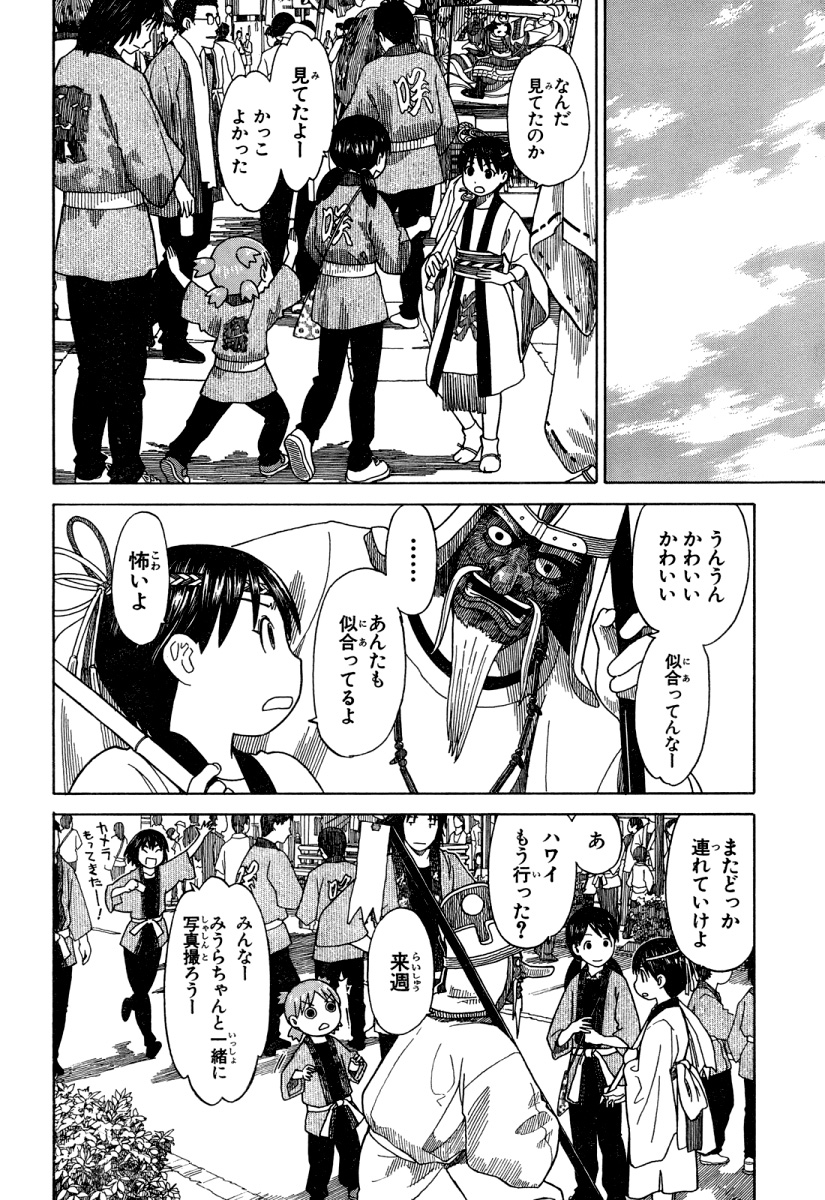 なんだ
見てたのか
見てたよー
かっこ
よかった
咲
咲
うんうん
かわいい
かわいい
似合ってんなー
……
あんたも
似合ってるよ
怖いよ
まただっか
連れていけよ
あ
ハワイ
もう行った?
来週
みんなー
みうらちゃんと一緒に
写真撮ろうー
カメラ
もってきたー!